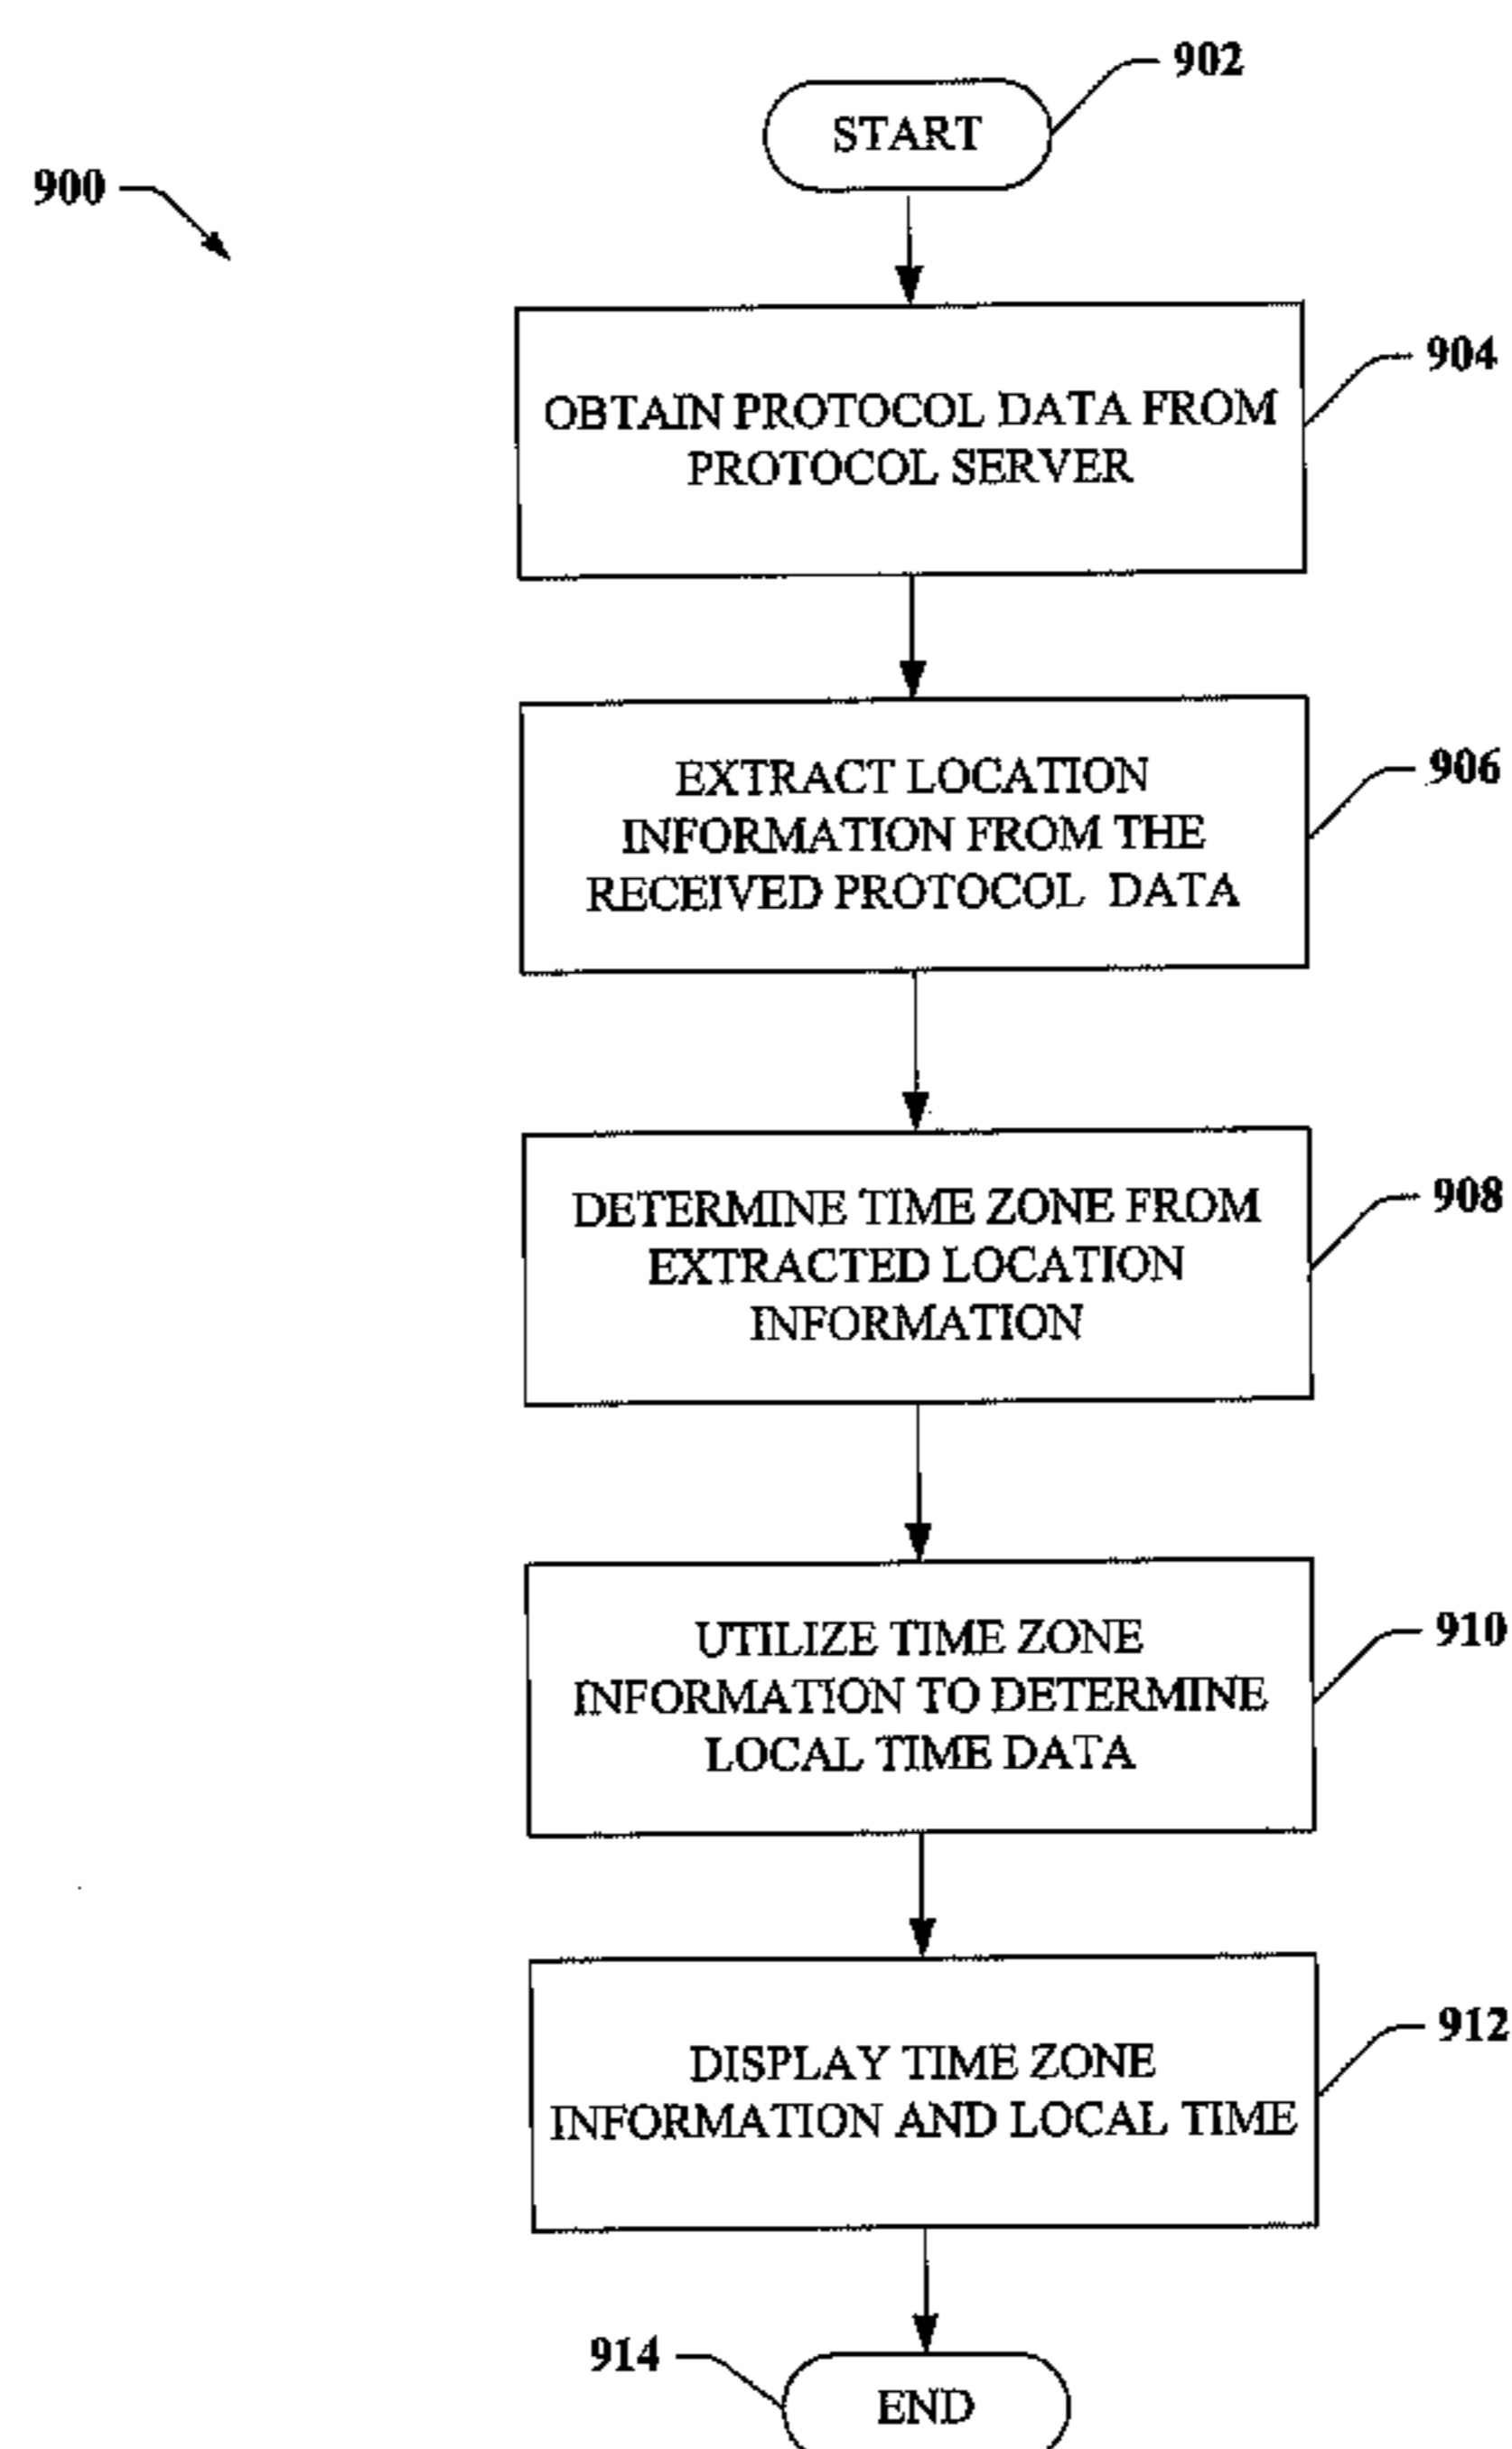 902
START
900
904
OBTAIN PROTOCOL DATA FROM
PROTOCOL SERVER
906
EXTRACT LOCATION
INFORMATION FROM THE
RECEIVED PROTOCOL DATA
908
DETERMINE TIME ZONE FROM
EXTRACTED LOCATION
INFORMATION
910
UTILIZE TIME ZONE
INFORMATION TO DETERMINE
LOCAL TIME DATA
912
DISPLAY TIME ZONE
INFORMATION AND LOCAL TIME
914
END